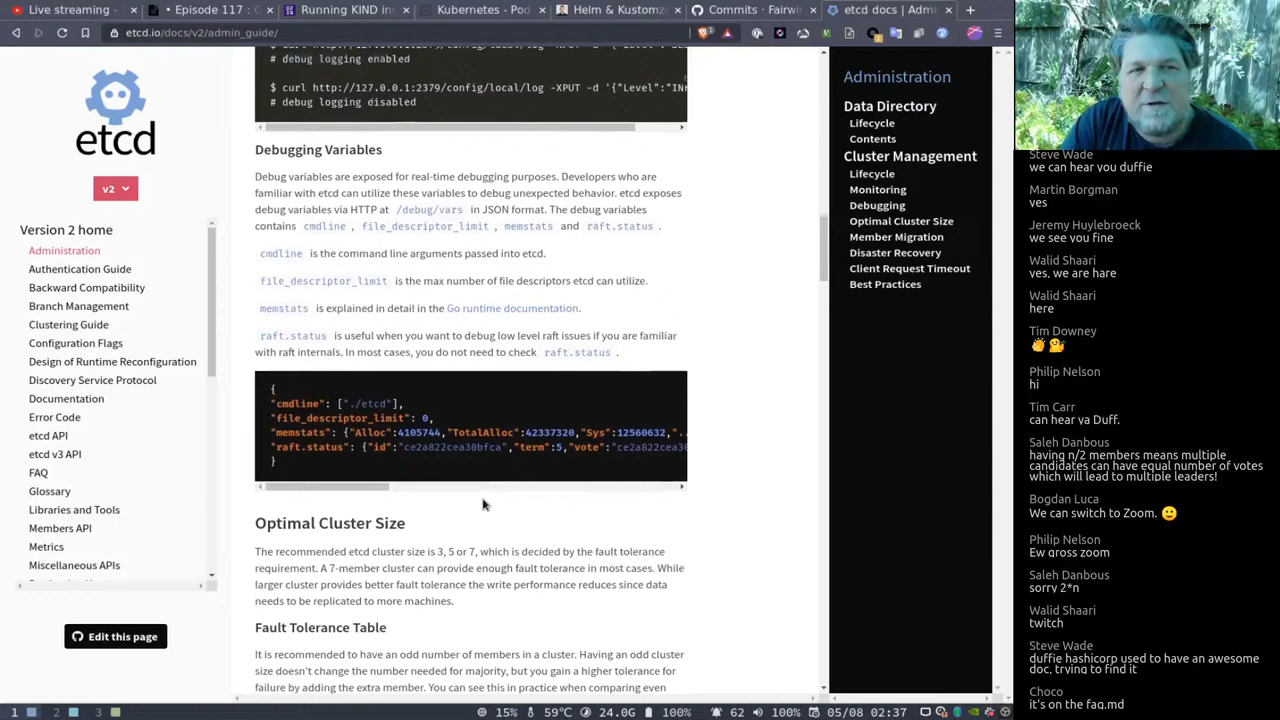 Live streaming -
• Episode 117 : G
Running KIND ins
Kubernetes - Pod
Helm & Kustomz
Commits · Fairwin
etcd docs | Admi
etcd.io/docs/v2/admin_guide/
etcd
v2
Version 2 home
Administration
Authentication Guide
Backward Compatibility
Branch Management
Clustering Guide
Configuration Flags
Design of Runtime Reconfiguration
Discovery Service Protocol
Documentation
Error Code
etcd API
etcd v3 API
FAQ
Glossary
Libraries and Tools
Members API
Metrics
Miscellaneous APIs
Edit this page
# debug logging enabled
$ curl http://127.0.0.1:2379/config/local/log -XPUT -d '{"Level":"INF
# debug logging disabled
Debugging Variables
Debug variables are exposed for real-time debugging purposes. Developers who are
familiar with etcd can utilize these variables to debug unexpected behavior. etcd exposes
debug variables via HTTP at /debug/vars in JSON format. The debug variables
contains cmdline , file_descriptor_limit , memstats and raft.status .
cmdline is the command line arguments passed into etcd.
file_descriptor_limit is the max number of file descriptors etcd can utilize.
memstats is explained in detail in the Go runtime documentation.
raft.status is useful when you want to debug low level raft issues if you are familiar
with raft internals. In most cases, you do not need to check raft.status .
{
"cmdline": ["./etcd"],
"file_descriptor_limit": 0,
"memstats": {"Alloc":4105744,"TotalAlloc":42337320,"Sys":12560632,"..
"raft.status": {"id":"ce2a822cea30bfca","term":5,"vote":"ce2a822cea30
}
Optimal Cluster Size
The recommended etcd cluster size is 3, 5 or 7, which is decided by the fault tolerance
requirement. A 7-member cluster can provide enough fault tolerance in most cases. While
larger cluster provides better fault tolerance the write performance reduces since data
needs to be replicated to more machines.
Fault Tolerance Table
It is recommended to have an odd number of members in a cluster. Having an odd cluster
size doesn't change the number needed for majority, but you gain a higher tolerance for
failure by adding the extra member. You can see this in practice when comparing even
Administration
Data Directory
Lifecycle
Contents
Cluster Management
Lifecycle
Monitoring
Debugging
Optimal Cluster Size
Member Migration
Disaster Recovery
Client Request Timeout
Best Practices
Steve Wade
we can hear you duffie
Martin Borgman
yes
Jeremy Huylebroeck
we see you fine
Walid Shaari
yes, we are hare
Walid Shaari
here
Tim Downey
Philip Nelson
hi
Tim Carr
can hear ya Duff.
Saleh Danbous
having n/2 members means multiple
candidates can have equal number of votes
which will lead to multiple leaders!
Bogdan Luca
We can switch to Zoom. 🙂
Philip Nelson
Ew gross zoom
Saleh Danbous
sorry 2*n
Walid Shaari
twitch
Steve Wade
duffie hashicorp used to have an awesome
doc, trying to find it
Choco
it's on the faq.md
1 2 3 15% 59°C 24.0G 100% 62 100% 05/08 02:37